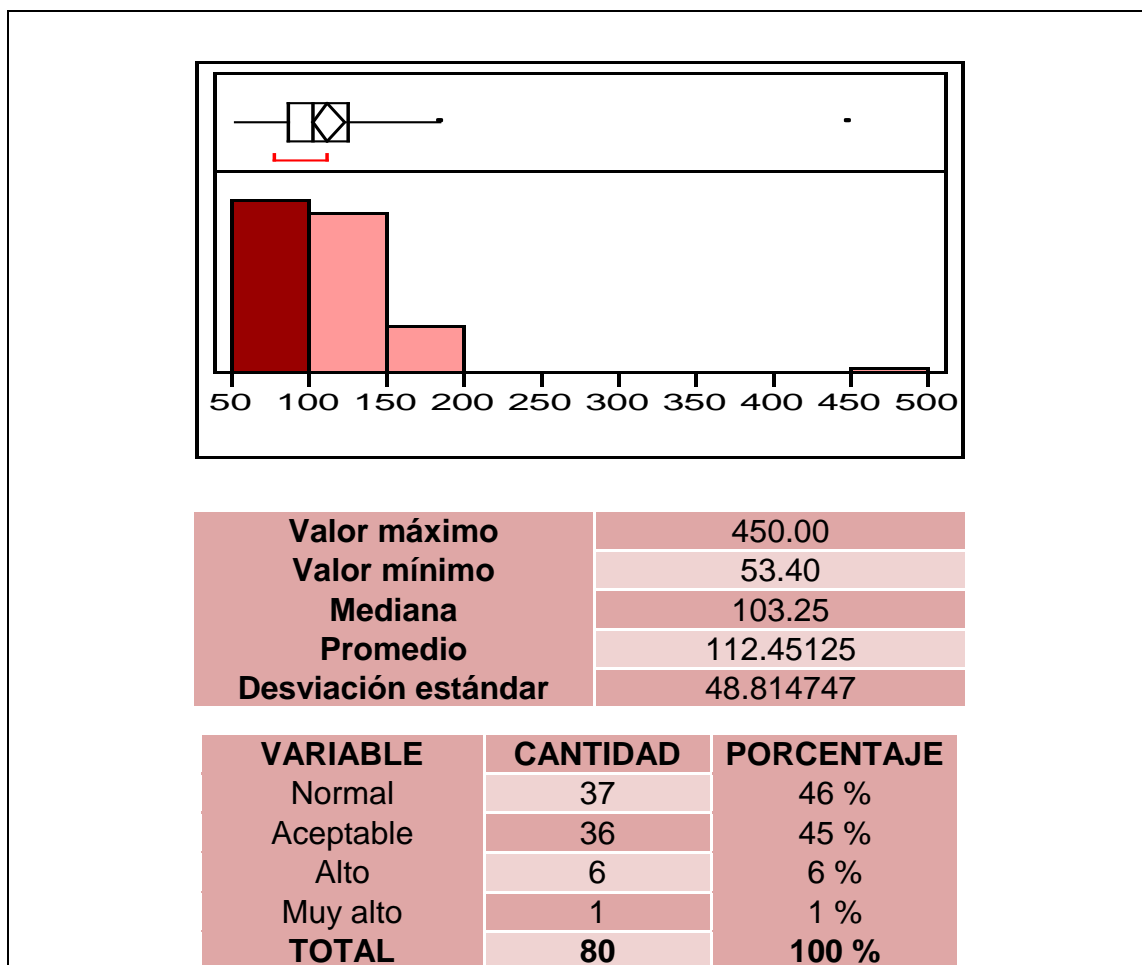 50 100 150 200 250 300 350 400 450 500
Valor máximo 450.00
Valor mínimo 53.40
Mediana 103.25
Promedio 112.45125
Desviación estándar 48.814747
VARIABLE CANTIDAD PORCENTAJE
Normal 37 46 %
Aceptable 36 45 %
Alto 6 6 %
Muy alto 1 1 %
TOTAL 80 100 %